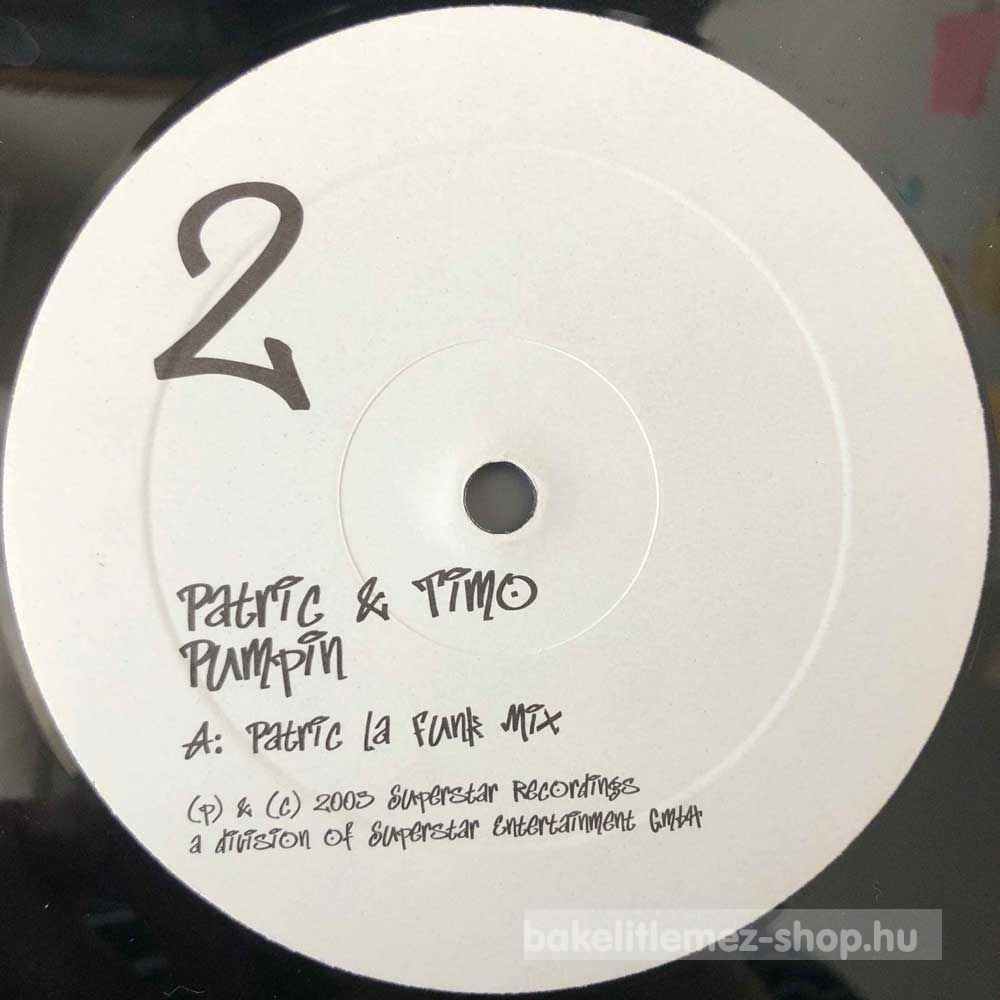 2
Patric & Timo
Pumpin
A: Patric La Funk Mix
(p) & (c) 2003 Superstar Recordings
a division of Superstar Entertainment GmbH
bakelitlemez-shop.hu